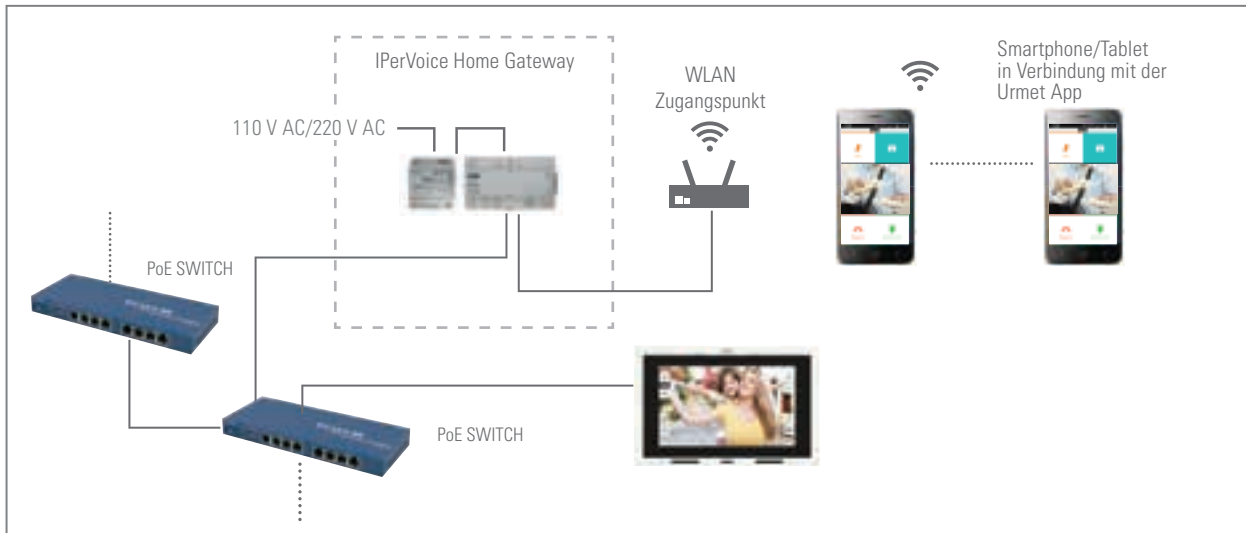 IPerVoice Home Gateway
110 V AC/220 V AC
WLAN
Zugangspunkt
Smartphone/Tablet
in Verbindung mit der
Urmet App
PoE SWITCH
PoE SWITCH